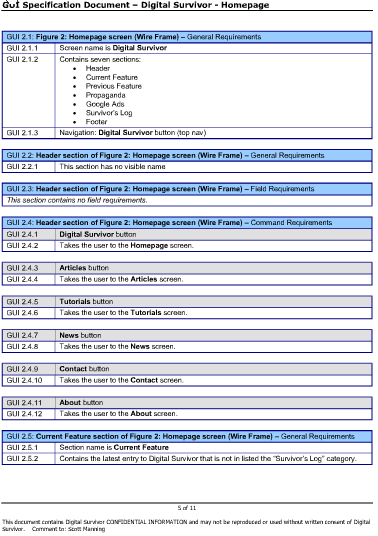 GUI Specification Document – Digital Survivor - Homepage
GUI 2.1: Figure 2: Homepage screen (Wire Frame) – General Requirements
GUI 2.1.1 Screen name is Digital Survivor
GUI 2.1.2 Contains seven sections:
• Header
• Current Feature
• Previous Feature
• Propaganda
• Google Ads
• Survivor's Log
• Footer
GUI 2.1.3 Navigation: Digital Survivor button (top nav)
GUI 2.2: Header section of Figure 2: Homepage screen (Wire Frame) – General Requirements
GUI 2.2.1 This section has no visible name
GUI 2.3: Header section of Figure 2: Homepage screen (Wire Frame) – Field Requirements
This section contains no field requirements.
GUI 2.4: Header section of Figure 2: Homepage screen (Wire Frame) – Command Requirements
GUI 2.4.1 Digital Survivor button
GUI 2.4.2 Takes the user to the Homepage screen.
GUI 2.4.3 Articles button
GUI 2.4.4 Takes the user to the Articles screen.
GUI 2.4.5 Tutorials button
GUI 2.4.6 Takes the user to the Tutorials screen.
GUI 2.4.7 News button
GUI 2.4.8 Takes the user to the News screen.
GUI 2.4.9 Contact button
GUI 2.4.10 Takes the user to the Contact screen.
GUI 2.4.11 About button
GUI 2.4.12 Takes the user to the About screen.
GUI 2.5: Current Feature section of Figure 2: Homepage screen (Wire Frame) – General Requirements
GUI 2.5.1 Section name is Current Feature
GUI 2.5.2 Contains the latest entry to Digital Survivor that is not in listed the "Survivor's Log" category.
5 of 11
This document contains Digital Survivor CONFIDENTIAL INFORMATION and may not be reproduced or used without written consent of Digital
Survivor. Comment to: Scott Manning